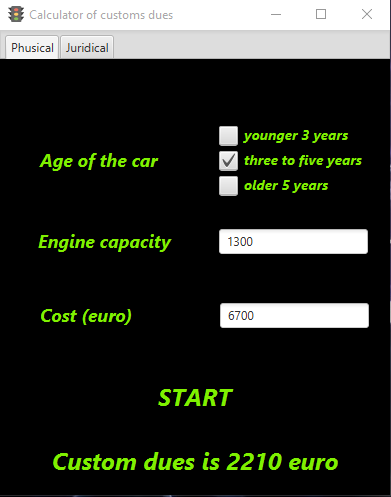 Calculator of customs dues
Phusical Juridical
younger 3 years
Age of the car three to five years
older 5 years
Engine capacity 1300
Cost (euro) 6700
START
Custom dues is 2210 euro